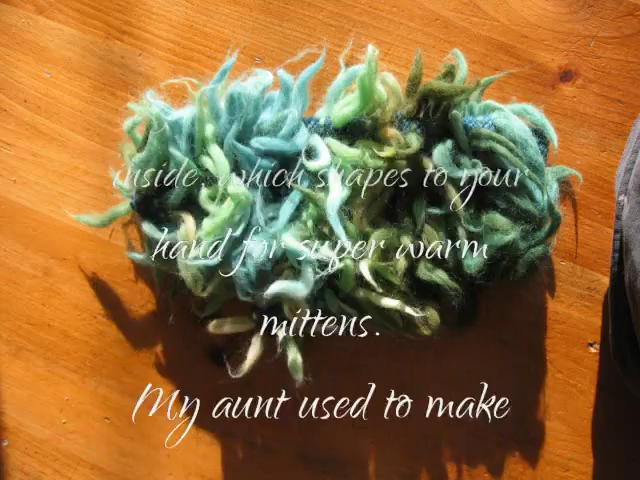 inside, which shapes to your
hand for super warm
mittens.
My aunt used to make